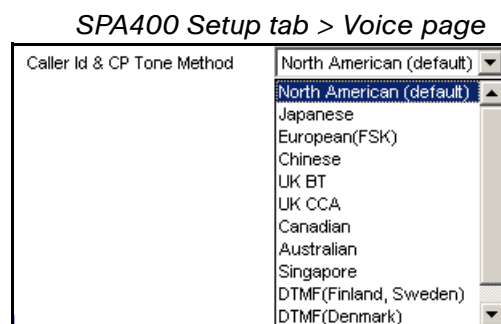 SPA400 Setup tab > Voice page
Caller Id & CP Tone Method North American (default)
North American (default)
Japanese
European(FSK)
Chinese
UK BT
UK CCA
Canadian
Australian
Singapore
DTMF(Finland, Sweden)
DTMF(Denmark)